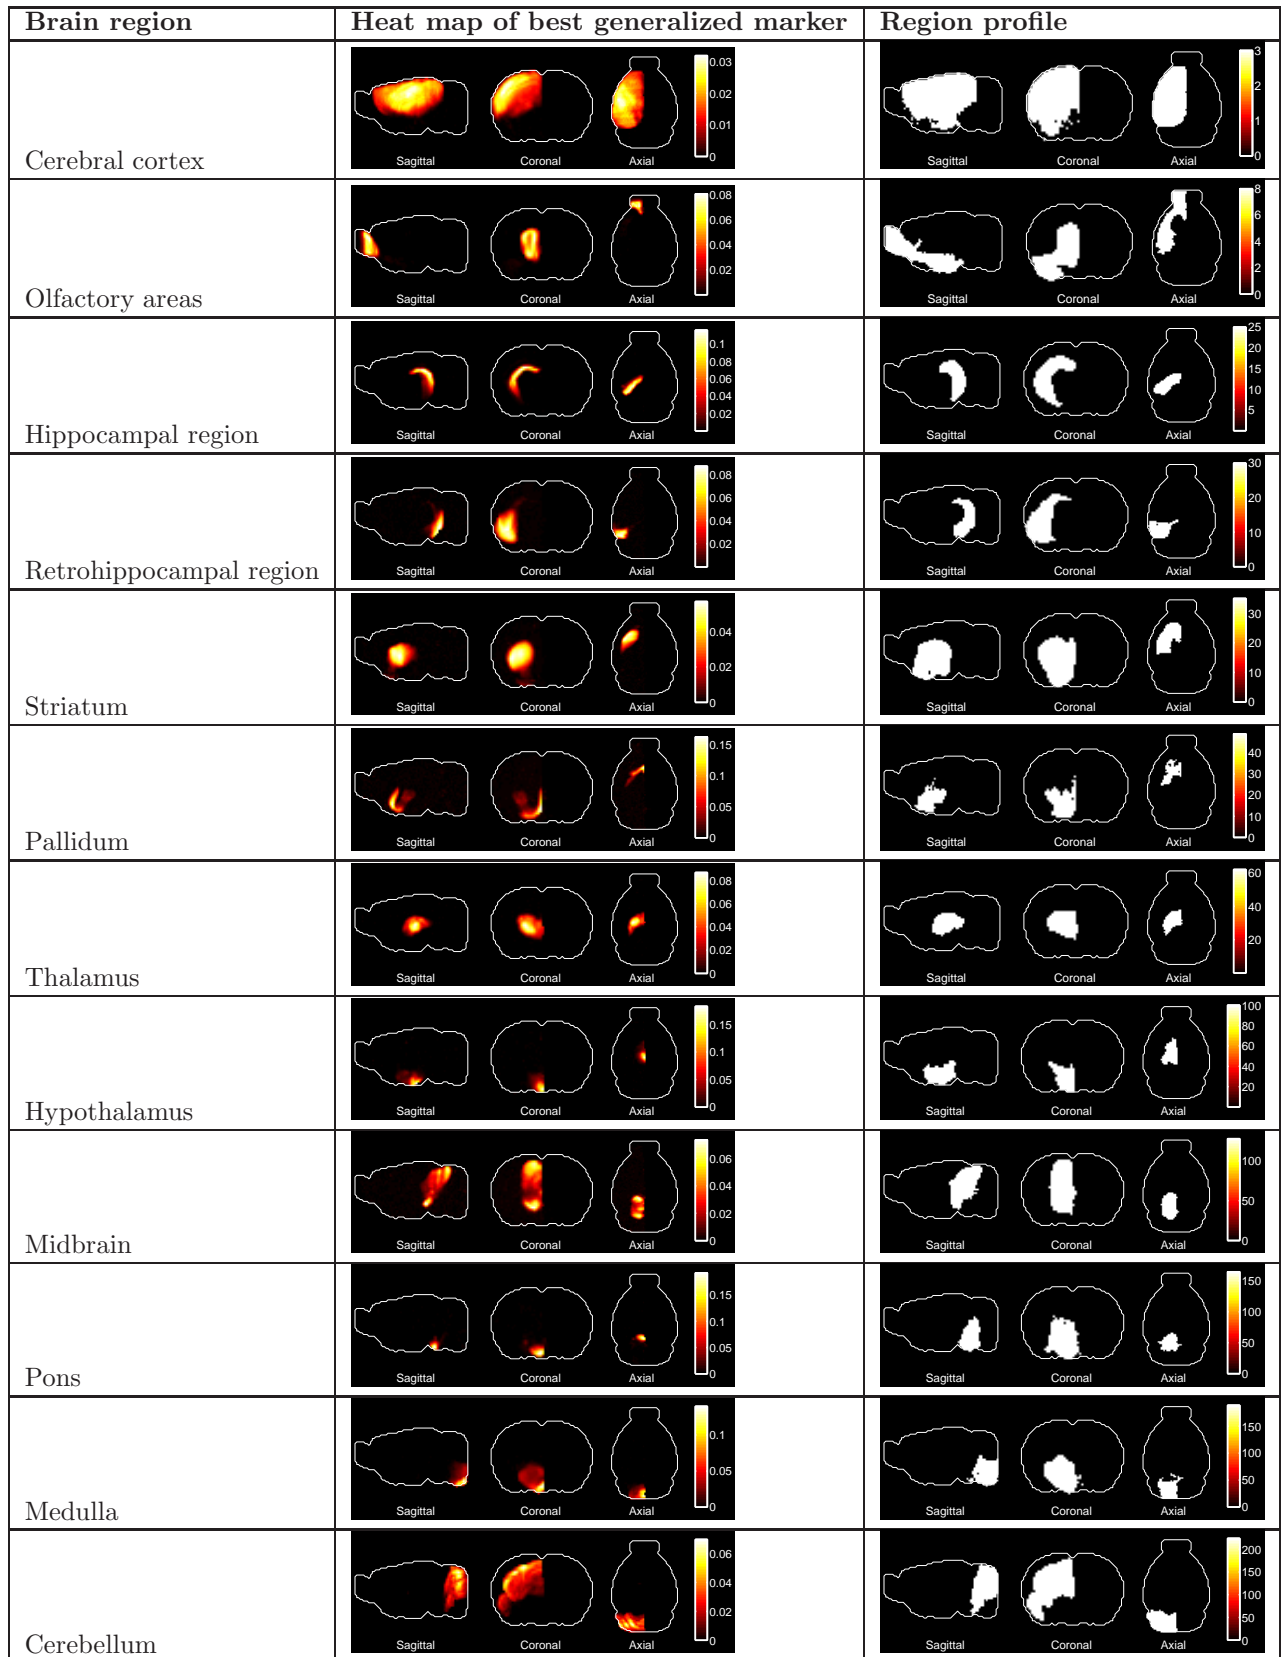 Brain region Heat map of best generalized marker Region profile
0.03 0.02 0.01 0 3 2 1 0
Sagittal Coronal Axial Sagittal Coronal Axial
Cerebral cortex
0.08 0.06 0.04 0.02 8 6 4 2 0
Sagittal Coronal Axial Sagittal Coronal Axial
Olfactory areas
0.1 0.08 0.06 0.04 0.02 25 20 15 10 5
Sagittal Coronal Axial Sagittal Coronal Axial
Hippocampal region
0.08 0.06 0.04 0.02 30 20 10 0
Sagittal Coronal Axial Sagittal Coronal Axial
Retrohippocampal region
0.04 0.02 0 30 20 10 0
Sagittal Coronal Axial Sagittal Coronal Axial
Striatum
0.15 0.1 0.05 0 40 30 20 10 0
Sagittal Coronal Axial Sagittal Coronal Axial
Pallidum
0.08 0.06 0.04 0.02 0 60 40 20
Sagittal Coronal Axial Sagittal Coronal Axial
Thalamus
0.15 0.1 0.05 0 100 80 60 40 20
Sagittal Coronal Axial Sagittal Coronal Axial
Hypothalamus
0.06 0.04 0.02 0 100 50 0
Sagittal Coronal Axial Sagittal Coronal Axial
Midbrain
0.15 0.1 0.05 0 150 100 50 0
Sagittal Coronal Axial Sagittal Coronal Axial
Pons
0.1 0.05 0 150 100 50 0
Sagittal Coronal Axial Sagittal Coronal Axial
Medulla
0.06 0.04 0.02 0 200 150 100 50 0
Sagittal Coronal Axial Sagittal Coronal Axial
Cerebellum